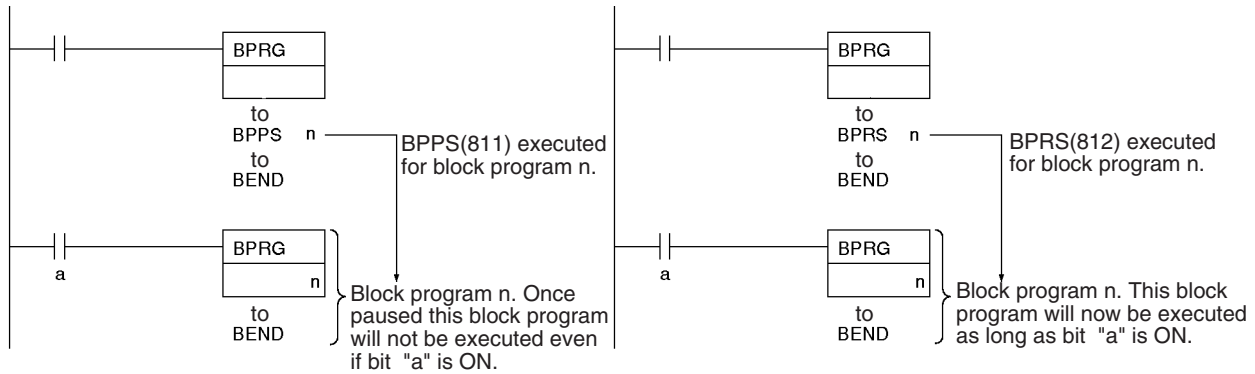 BPRG
to
BPPS n
to
BEND
BPPS(811) executed
for block program n.
a
BPRG
n
to
BEND
Block program n. Once
paused this block program
will not be executed even
if bit "a" is ON.
BPRG
to
BPRS n
to
BEND
BPRS(812) executed
for block program n.
a
BPRG
n
to
BEND
Block program n. This block
program will now be executed
as long as bit "a" is ON.